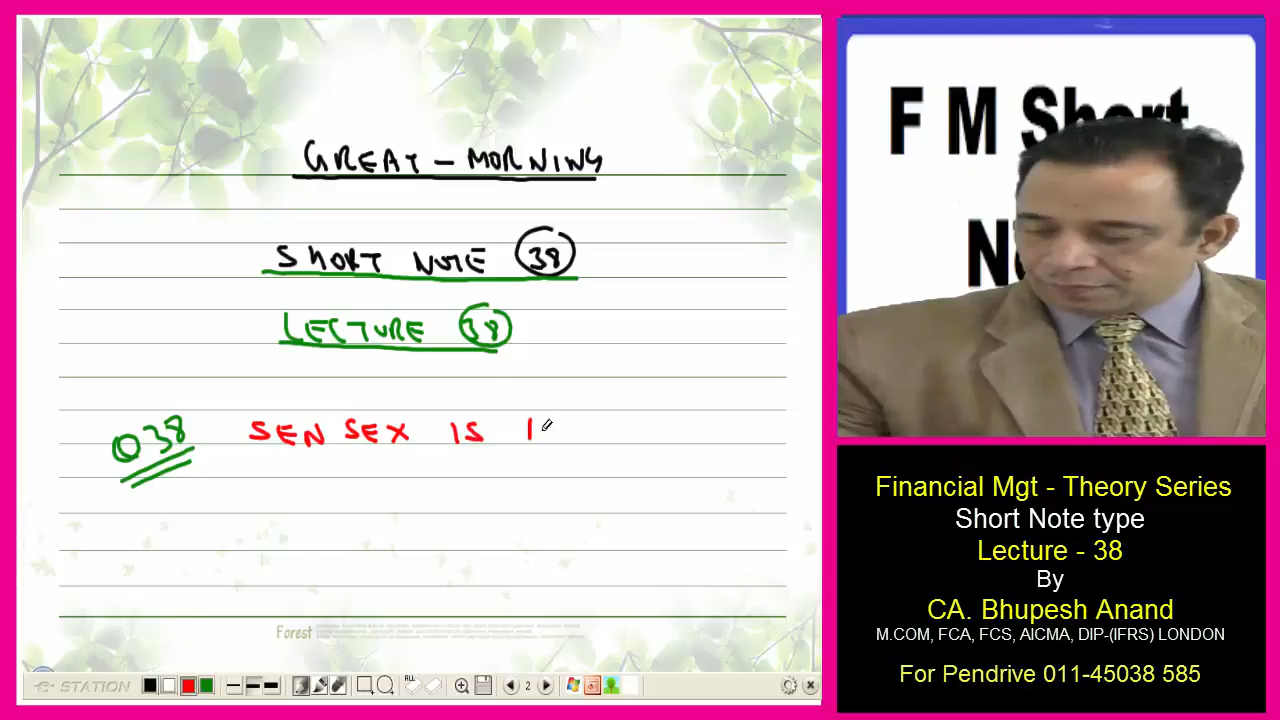 GREAT - MORNING
SHORT NOTE 38
LECTURE 38
Q38 SENSEX IS I
Forest
STATION
ALL
2
F M Short
Financial Mgt - Theory Series
Short Note type
Lecture - 38
By
CA. Bhupesh Anand
M.COM, FCA, FCS, AICMA, DIP-(IFRS) LONDON
For Pendrive 011-45038 585